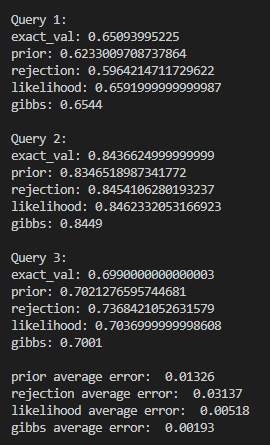 Query 1:
exact_val: 0.65093995225
prior: 0.6233009708737864
rejection: 0.5964214711729622
likelihood: 0.6591999999999987
gibbs: 0.6544
Query 2:
exact_val: 0.8436624999999999
prior: 0.8346518987341772
rejection: 0.8454106280193237
likelihood: 0.8462332053166923
gibbs: 0.8449
Query 3:
exact_val: 0.6990000000000003
prior: 0.7021276595744681
rejection: 0.7368421052631579
likelihood: 0.7036999999998608
gibbs: 0.7001
prior average error:  0.01326
rejection average error:  0.03137
likelihood average error:  0.00518
gibbs average error:  0.00193